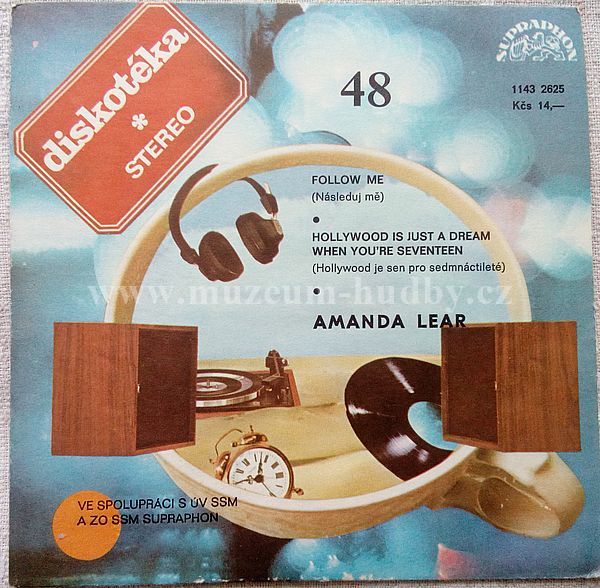 diskotéka
*
STEREO
48
SUPRAPHON
1143 2625
Kčs 14,—
FOLLOW ME
(Následuj mě)
•
HOLLYWOOD IS JUST A DREAM
WHEN YOU'RE SEVENTEEN
(Hollywood je sen pro sedmnáctileté)
•
www.muzeum-hudby.cz
AMANDA LEAR
VE SPOLUPRÁCI S ÚV SSM
A ZO SSM SUPRAPHON